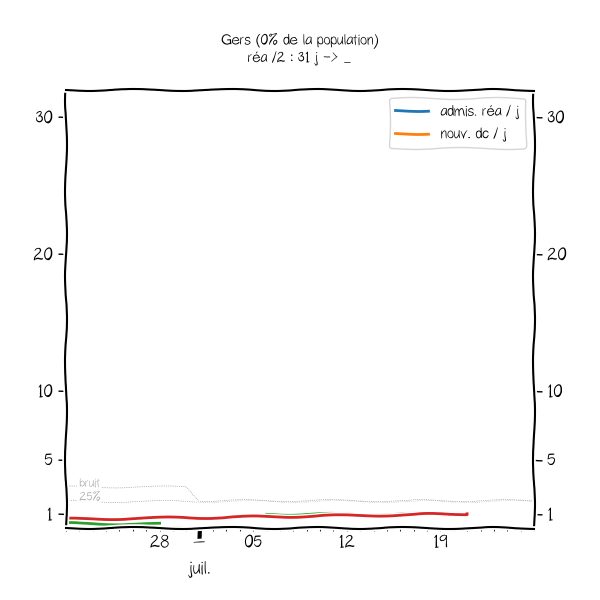 Gers (0% de la population)
réa /2 : 31 j -> _
admis. réa / j
nouv. dc / j
30
30
20
20
10
10
5
5
bruit
25%
1
1
28
05
12
19
juil.